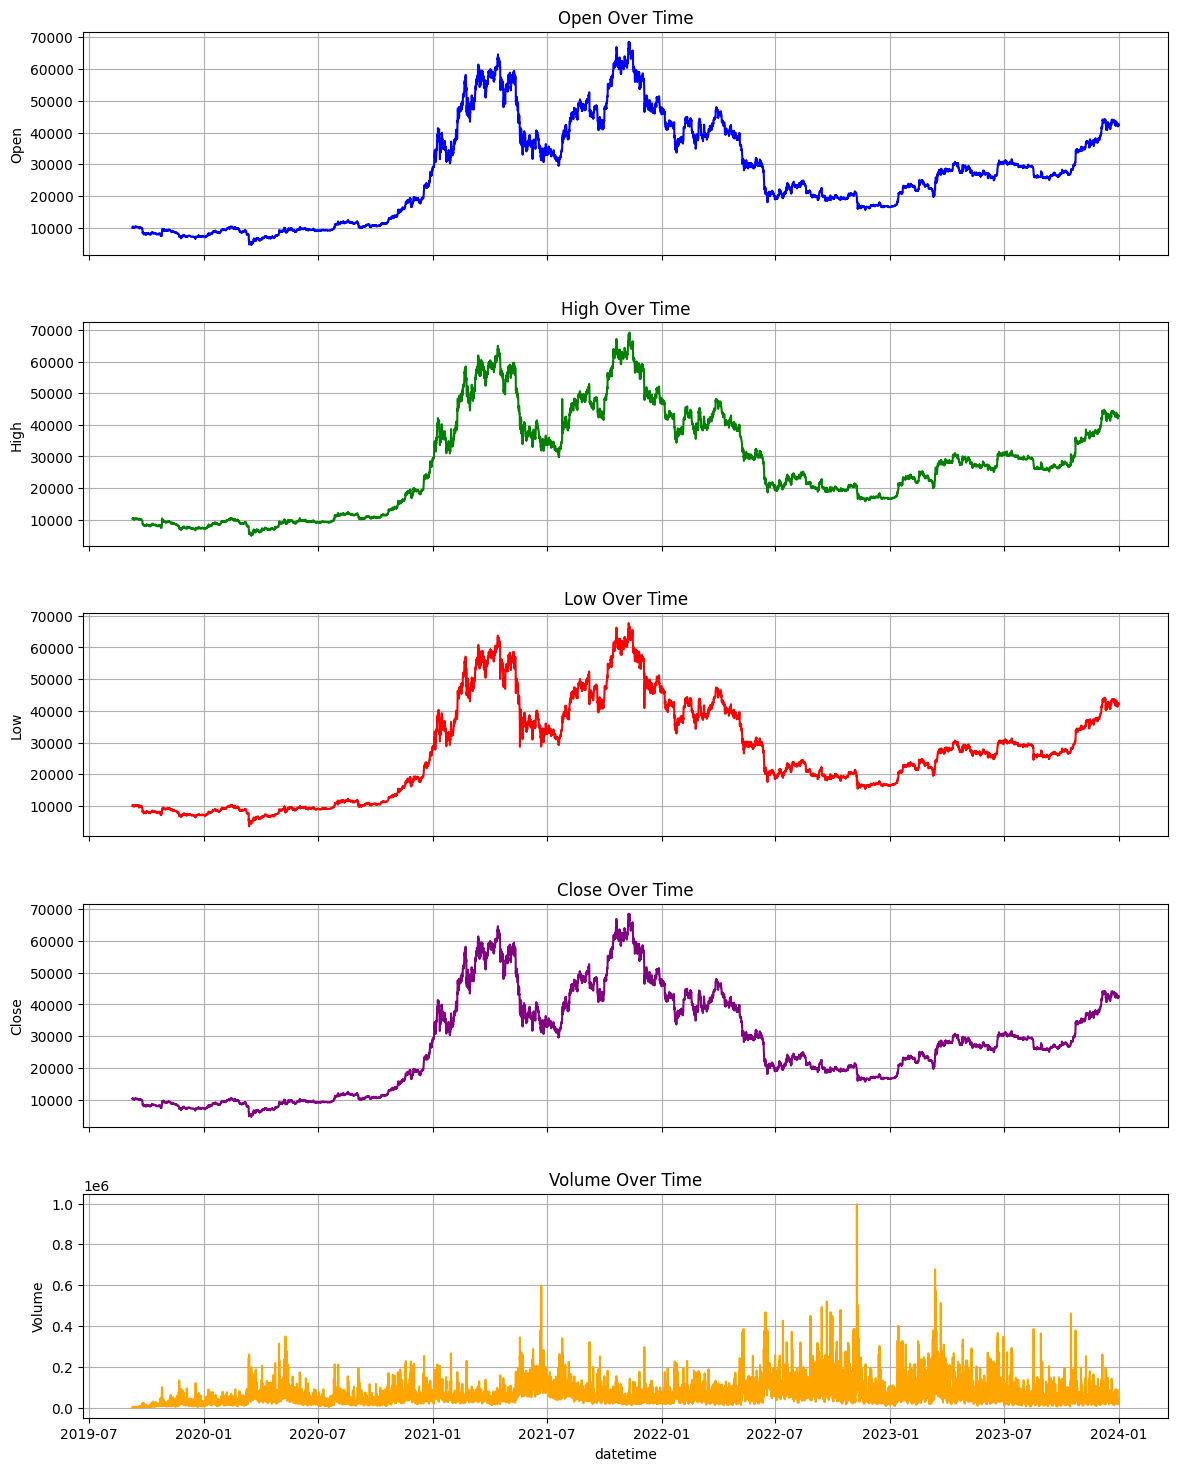 Open Over Time
70000
60000
50000
40000
30000
20000
10000
Open
High Over Time
70000
60000
50000
40000
30000
20000
10000
High
Low Over Time
70000
60000
50000
40000
30000
20000
10000
Low
Close Over Time
70000
60000
50000
40000
30000
20000
10000
Close
Volume Over Time
1e6
1.0
0.8
0.6
0.4
0.2
0.0
Volume
2019-07 2020-01 2020-07 2021-01 2021-07 2022-01 2022-07 2023-01 2023-07 2024-01
datetime